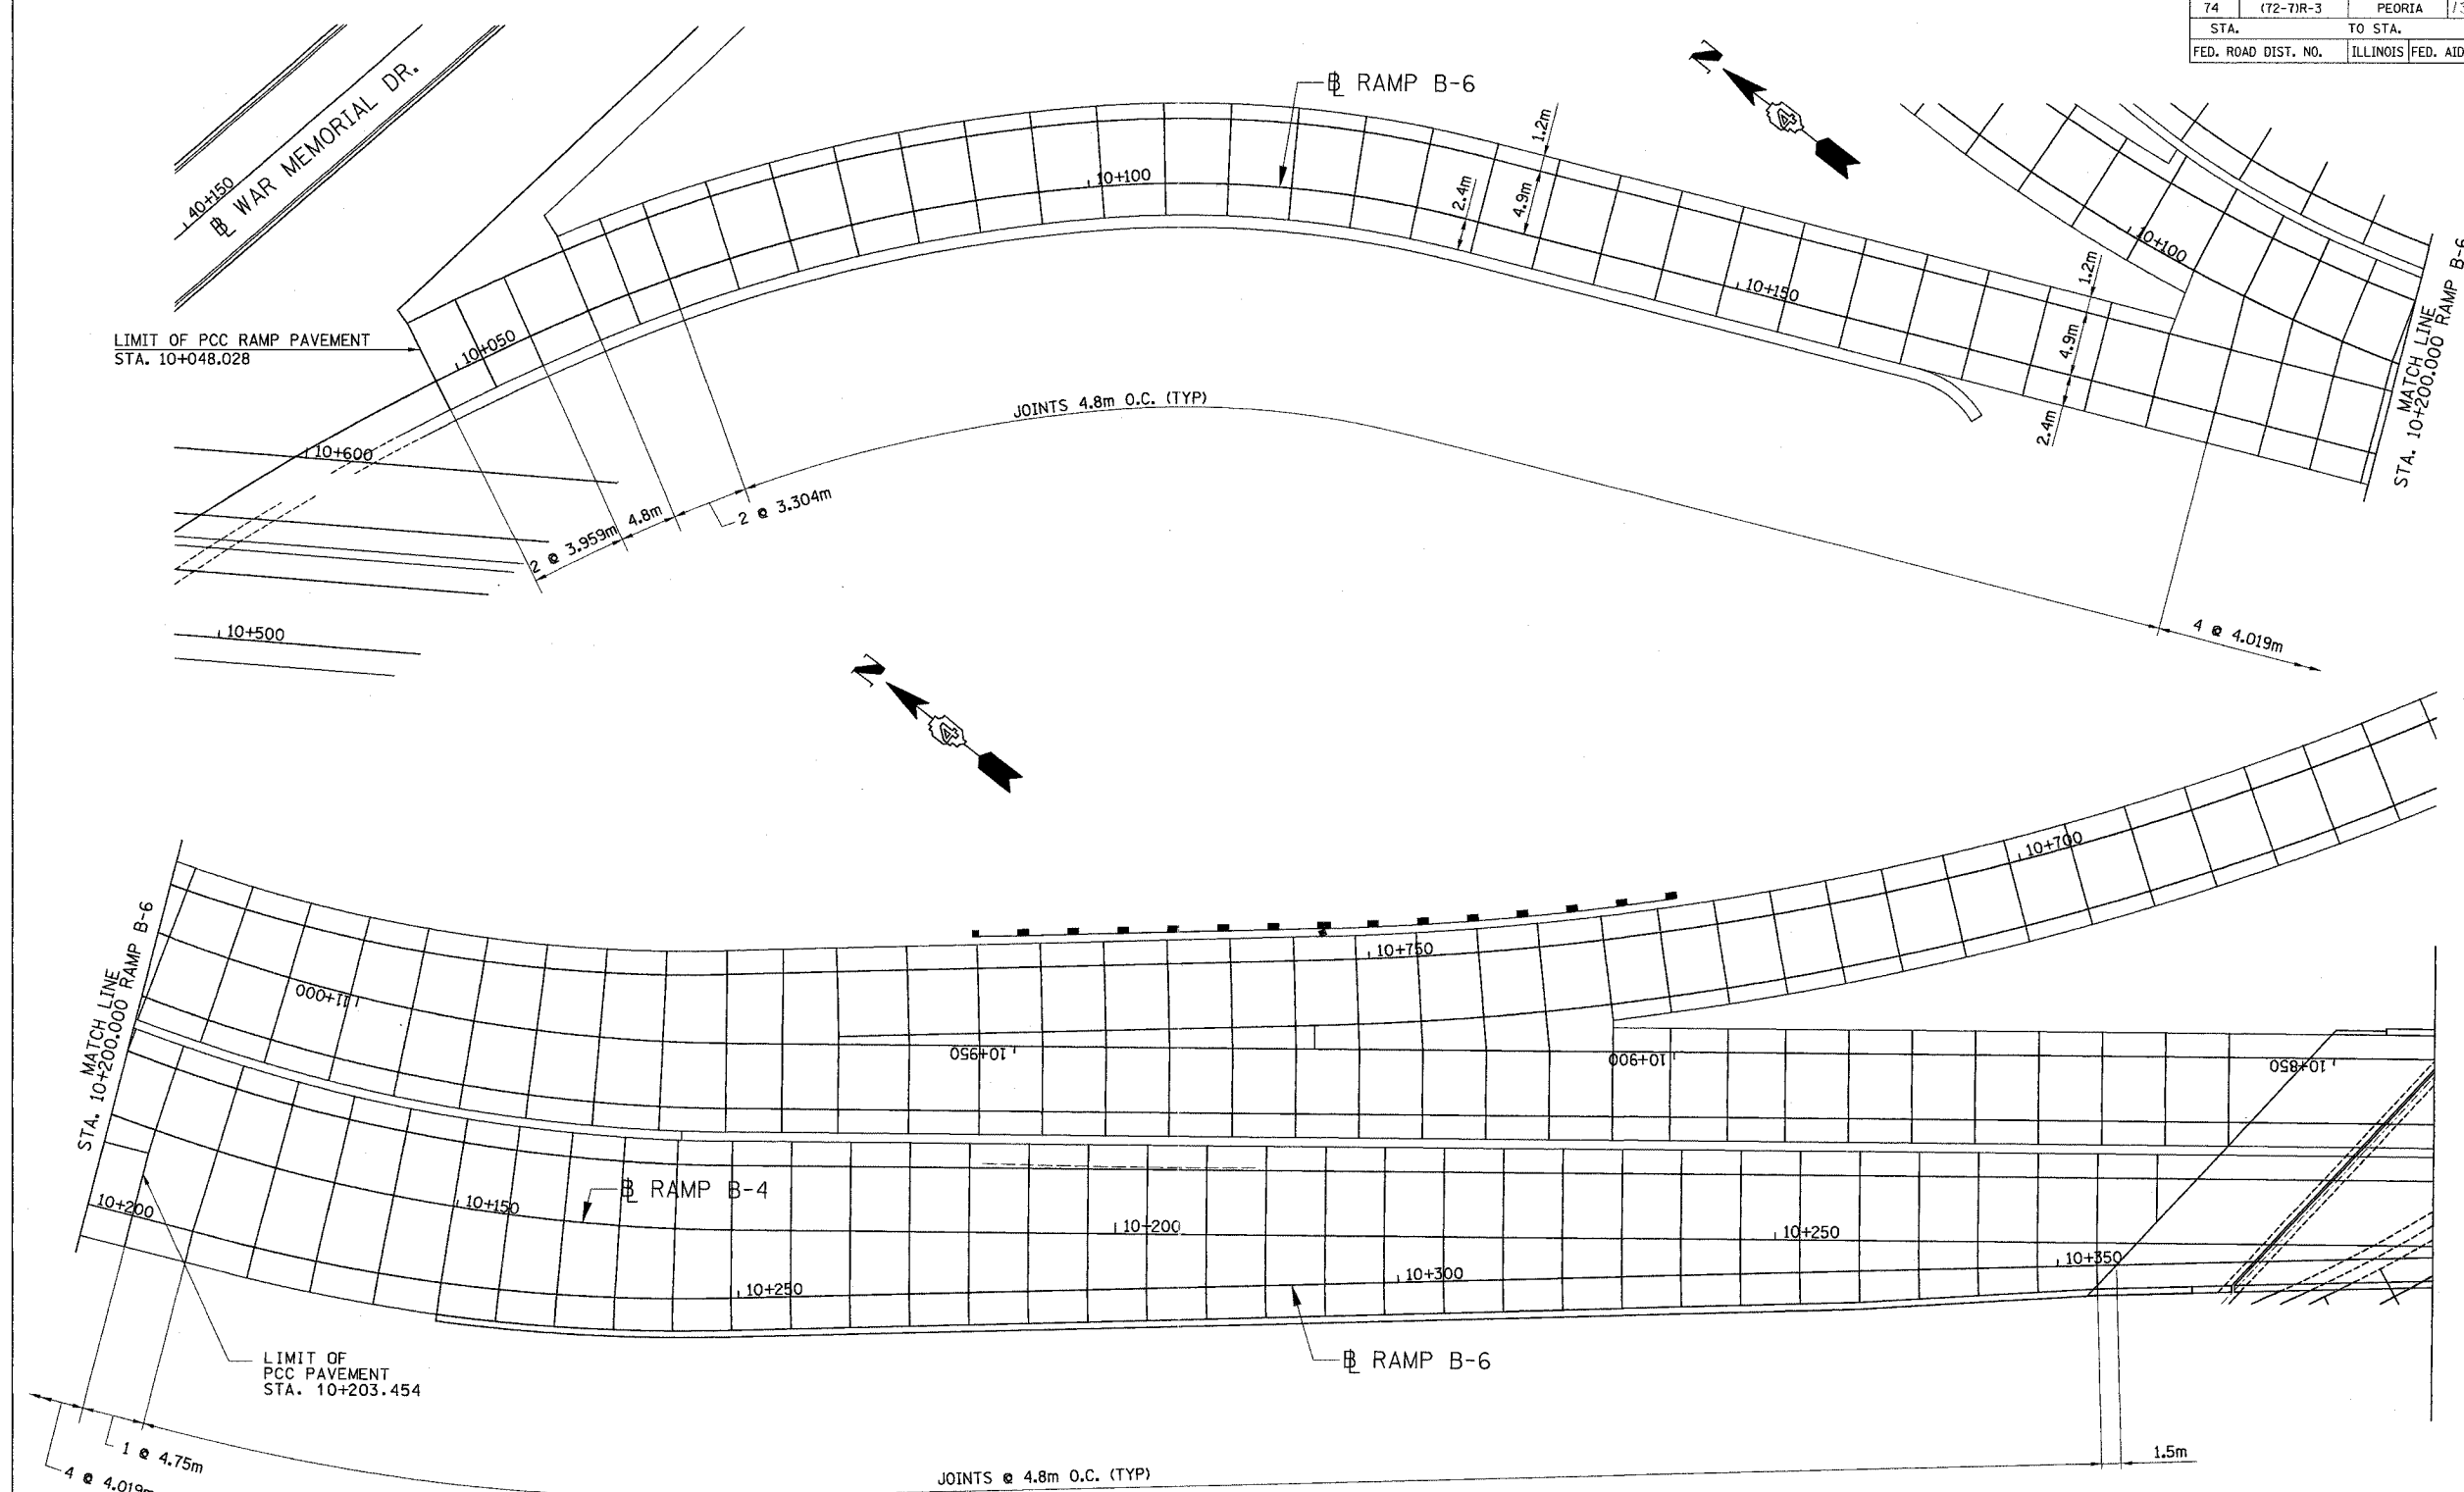 74 (72-7)R-3 PEORIA
STA. TO STA.
FED. ROAD DIST. NO. ILLINOIS FED. AID
40+150
℄ WAR MEMORIAL DR.
LIMIT OF PCC RAMP PAVEMENT
STA. 10+048.028
10+050
10+100
℄ RAMP B-6
1.2m
4.9m
2.4m
N
4
10+150
10+100
1.2m
4.9m
2.4m
MATCH LINE
STA. 10+200.000 RAMP B-6
10+600
10+500
JOINTS 4.8m O.C. (TYP)
2 @ 3.959m
4.8m
2 @ 3.304m
4 @ 4.019m
N
4
MATCH LINE
STA. 10+200.000 RAMP B-6
11+000
10+950
10+750
10+700
10+900
10+850
10+200
10+150
℄ RAMP B-4
10+200
10+250
10+250
10+300
10+350
℄ RAMP B-6
LIMIT OF
PCC PAVEMENT
STA. 10+203.454
1 @ 4.75m
4 @ 4.019m
JOINTS @ 4.8m O.C. (TYP)
1.5m